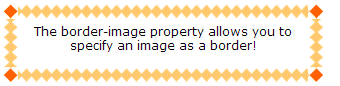 The border-image property allows you to
specify an image as a border!